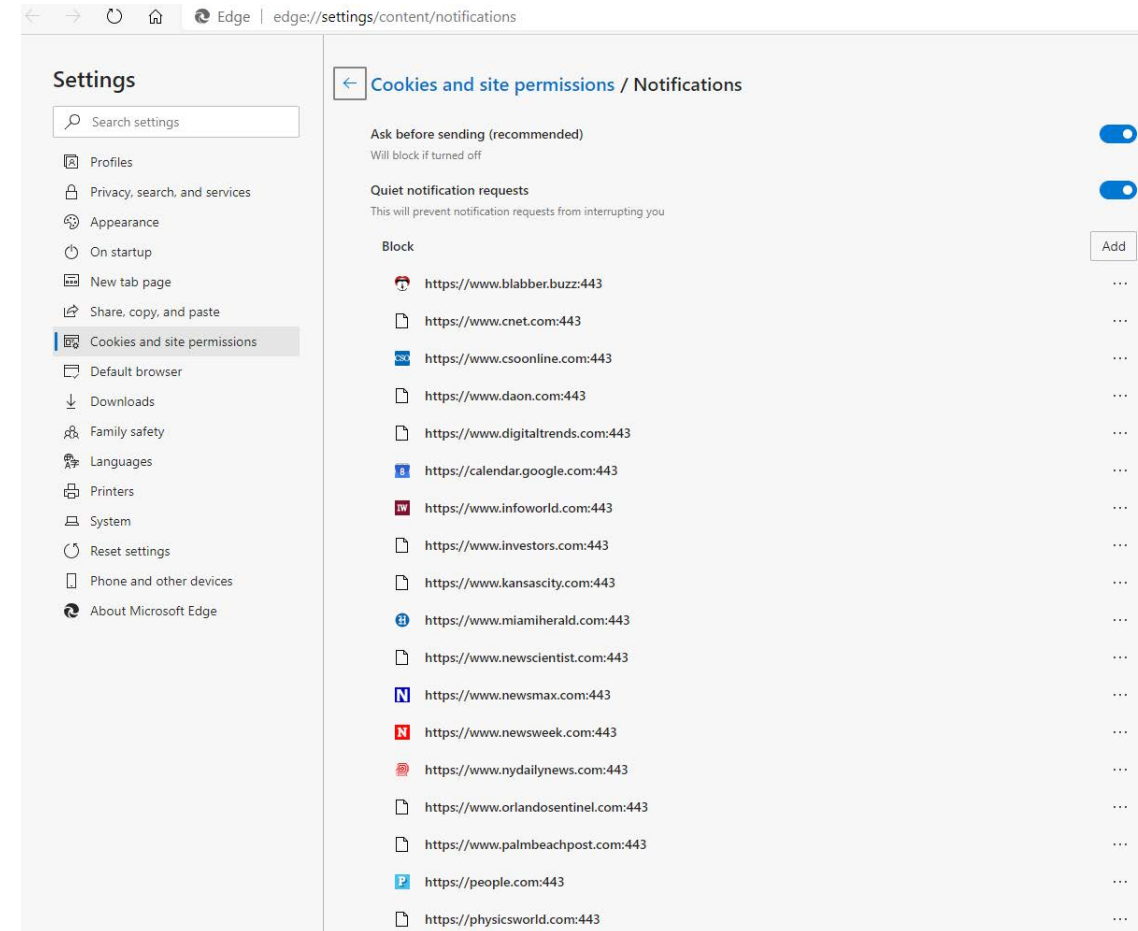 Edge | edge://settings/content/notifications
Settings
Search settings
Profiles
Privacy, search, and services
Appearance
On startup
New tab page
Share, copy, and paste
Cookies and site permissions
Default browser
Downloads
Family safety
Languages
Printers
System
Reset settings
Phone and other devices
About Microsoft Edge
Cookies and site permissions / Notifications
Ask before sending (recommended)
Will block if turned off
Quiet notification requests
This will prevent notification requests from interrupting you
Block
Add
https://www.blabber.buzz:443
https://www.cnet.com:443
CSO https://www.csoonline.com:443
https://www.daon.com:443
https://www.digitaltrends.com:443
8 https://calendar.google.com:443
IW https://www.infoworld.com:443
https://www.investors.com:443
https://www.kansascity.com:443
H https://www.miamiherald.com:443
https://www.newscientist.com:443
N https://www.newsmax.com:443
N https://www.newsweek.com:443
https://www.nydailynews.com:443
https://www.orlandosentinel.com:443
https://www.palmbeachpost.com:443
P https://people.com:443
https://physicsworld.com:443